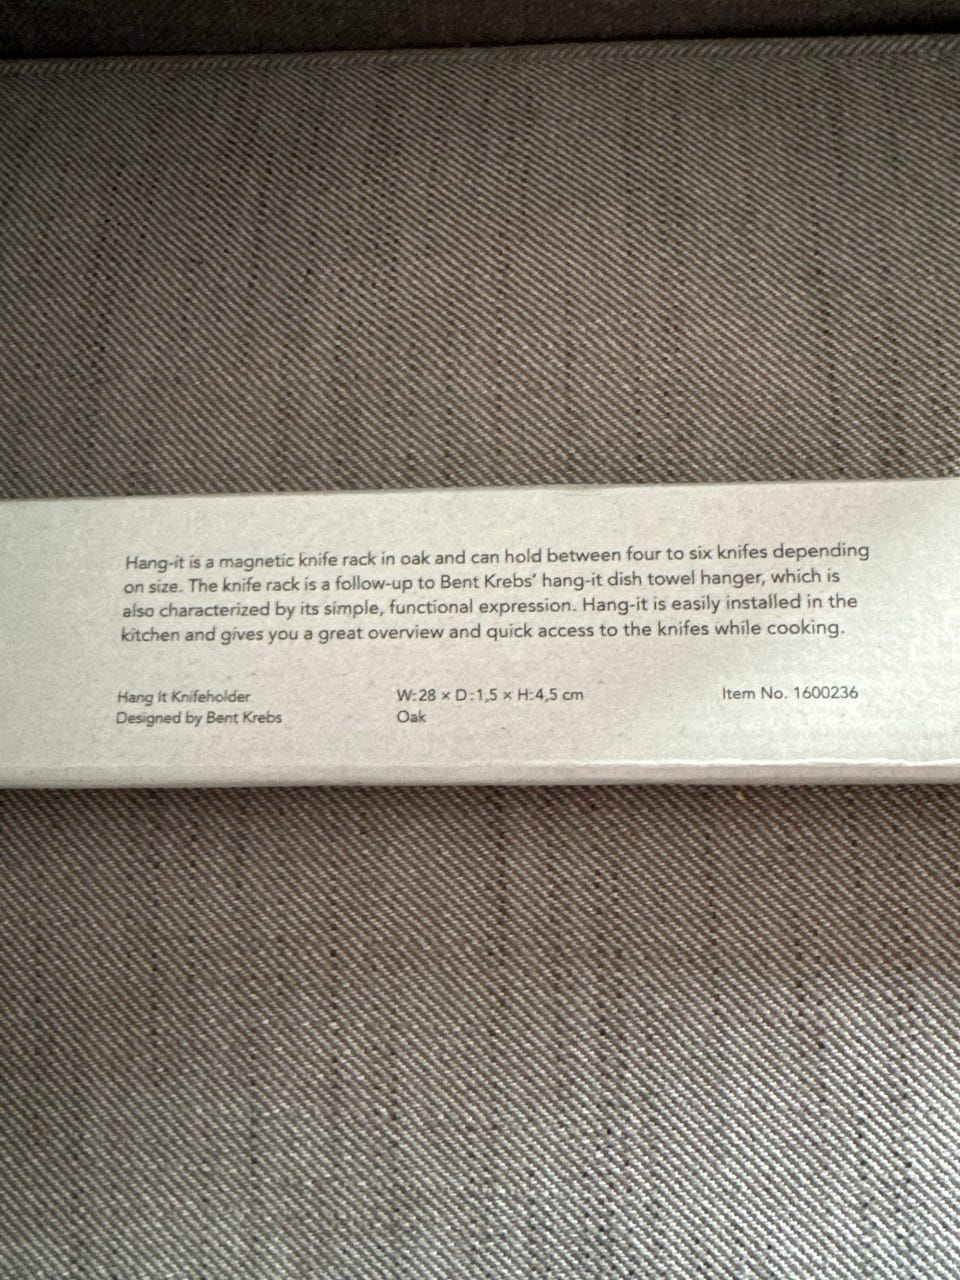 Hang-it is a magnetic knife rack in oak and can hold between four to six knifes depending
on size. The knife rack is a follow-up to Bent Krebs’ hang-it dish towel hanger, which is
also characterized by its simple, functional expression. Hang-it is easily installed in the
kitchen and gives you a great overview and quick access to the knifes while cooking.
Hang It Knifeholder
Designed by Bent Krebs
W:28 × D:1,5 × H:4,5 cm
Oak
Item No. 1600236